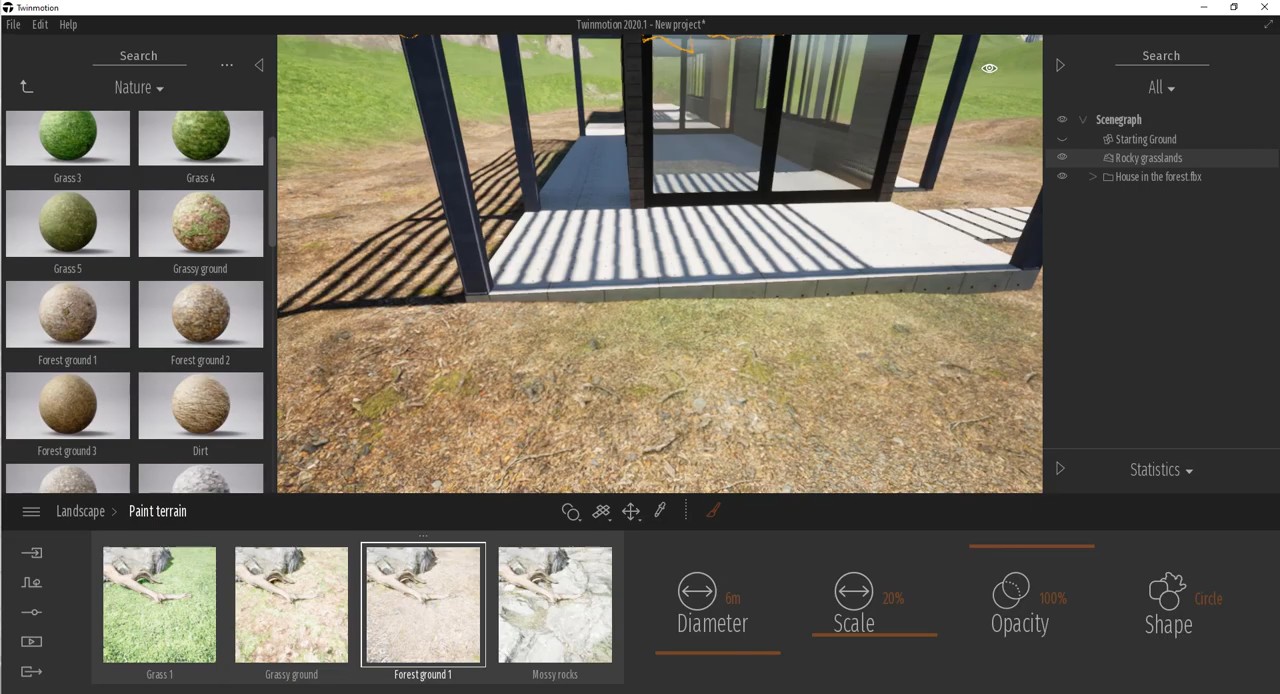 Twinmotion
File Edit Help
Twinmotion 2020.1 - New project*
Search
...
Nature
Grass 3
Grass 4
Grass 5
Grassy ground
Forest ground 1
Forest ground 2
Forest ground 3
Dirt
Search
All
Scenegraph
Starting Ground
Rocky grasslands
House in the forest.fbx
Statistics
Landscape > Paint terrain
...
Grass 1
Grassy ground
Forest ground 1
Mossy rocks
6m
Diameter
20%
Scale
100%
Opacity
Circle
Shape